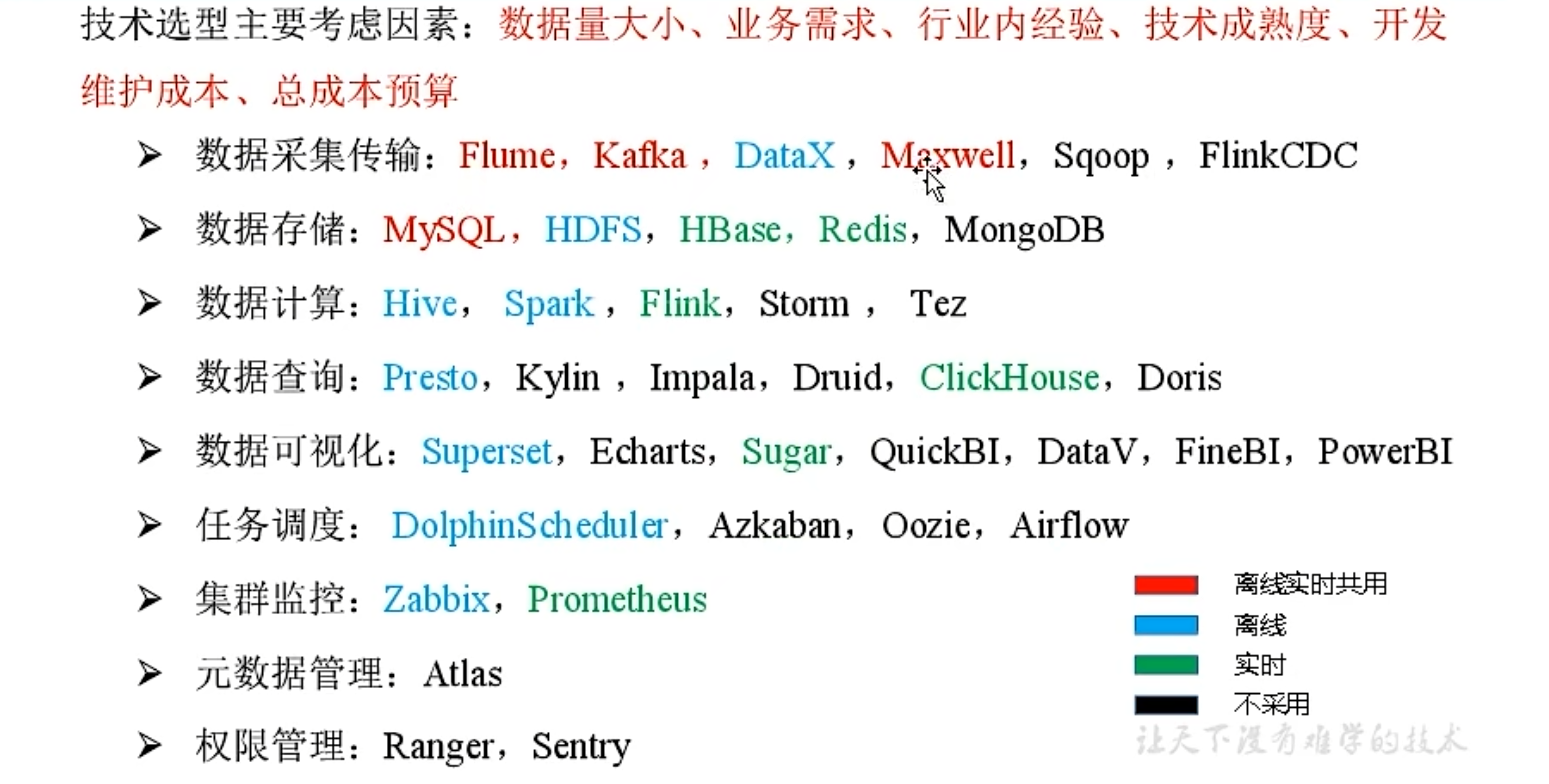 技术选型主要考虑因素：数据量大小、业务需求、行业内经验、技术成熟度、开发
维护成本、总成本预算
➢ 数据采集传输：Flume，Kafka，DataX，Maxwell，Sqoop，FlinkCDC
➢ 数据存储：MySQL，HDFS，HBase，Redis，MongoDB
➢ 数据计算：Hive， Spark，Flink，Storm， Tez
➢ 数据查询：Presto，Kylin，Impala，Druid，ClickHouse，Doris
➢ 数据可视化：Superset，Echarts，Sugar，QuickBI，DataV，FineBI，PowerBI
➢ 任务调度： DolphinScheduler，Azkaban，Oozie，Airflow
➢ 集群监控：Zabbix，Prometheus
➢ 元数据管理：Atlas
➢ 权限管理：Ranger，Sentry
离线实时共用
离线
实时
不采用
让天下没有难学的技术